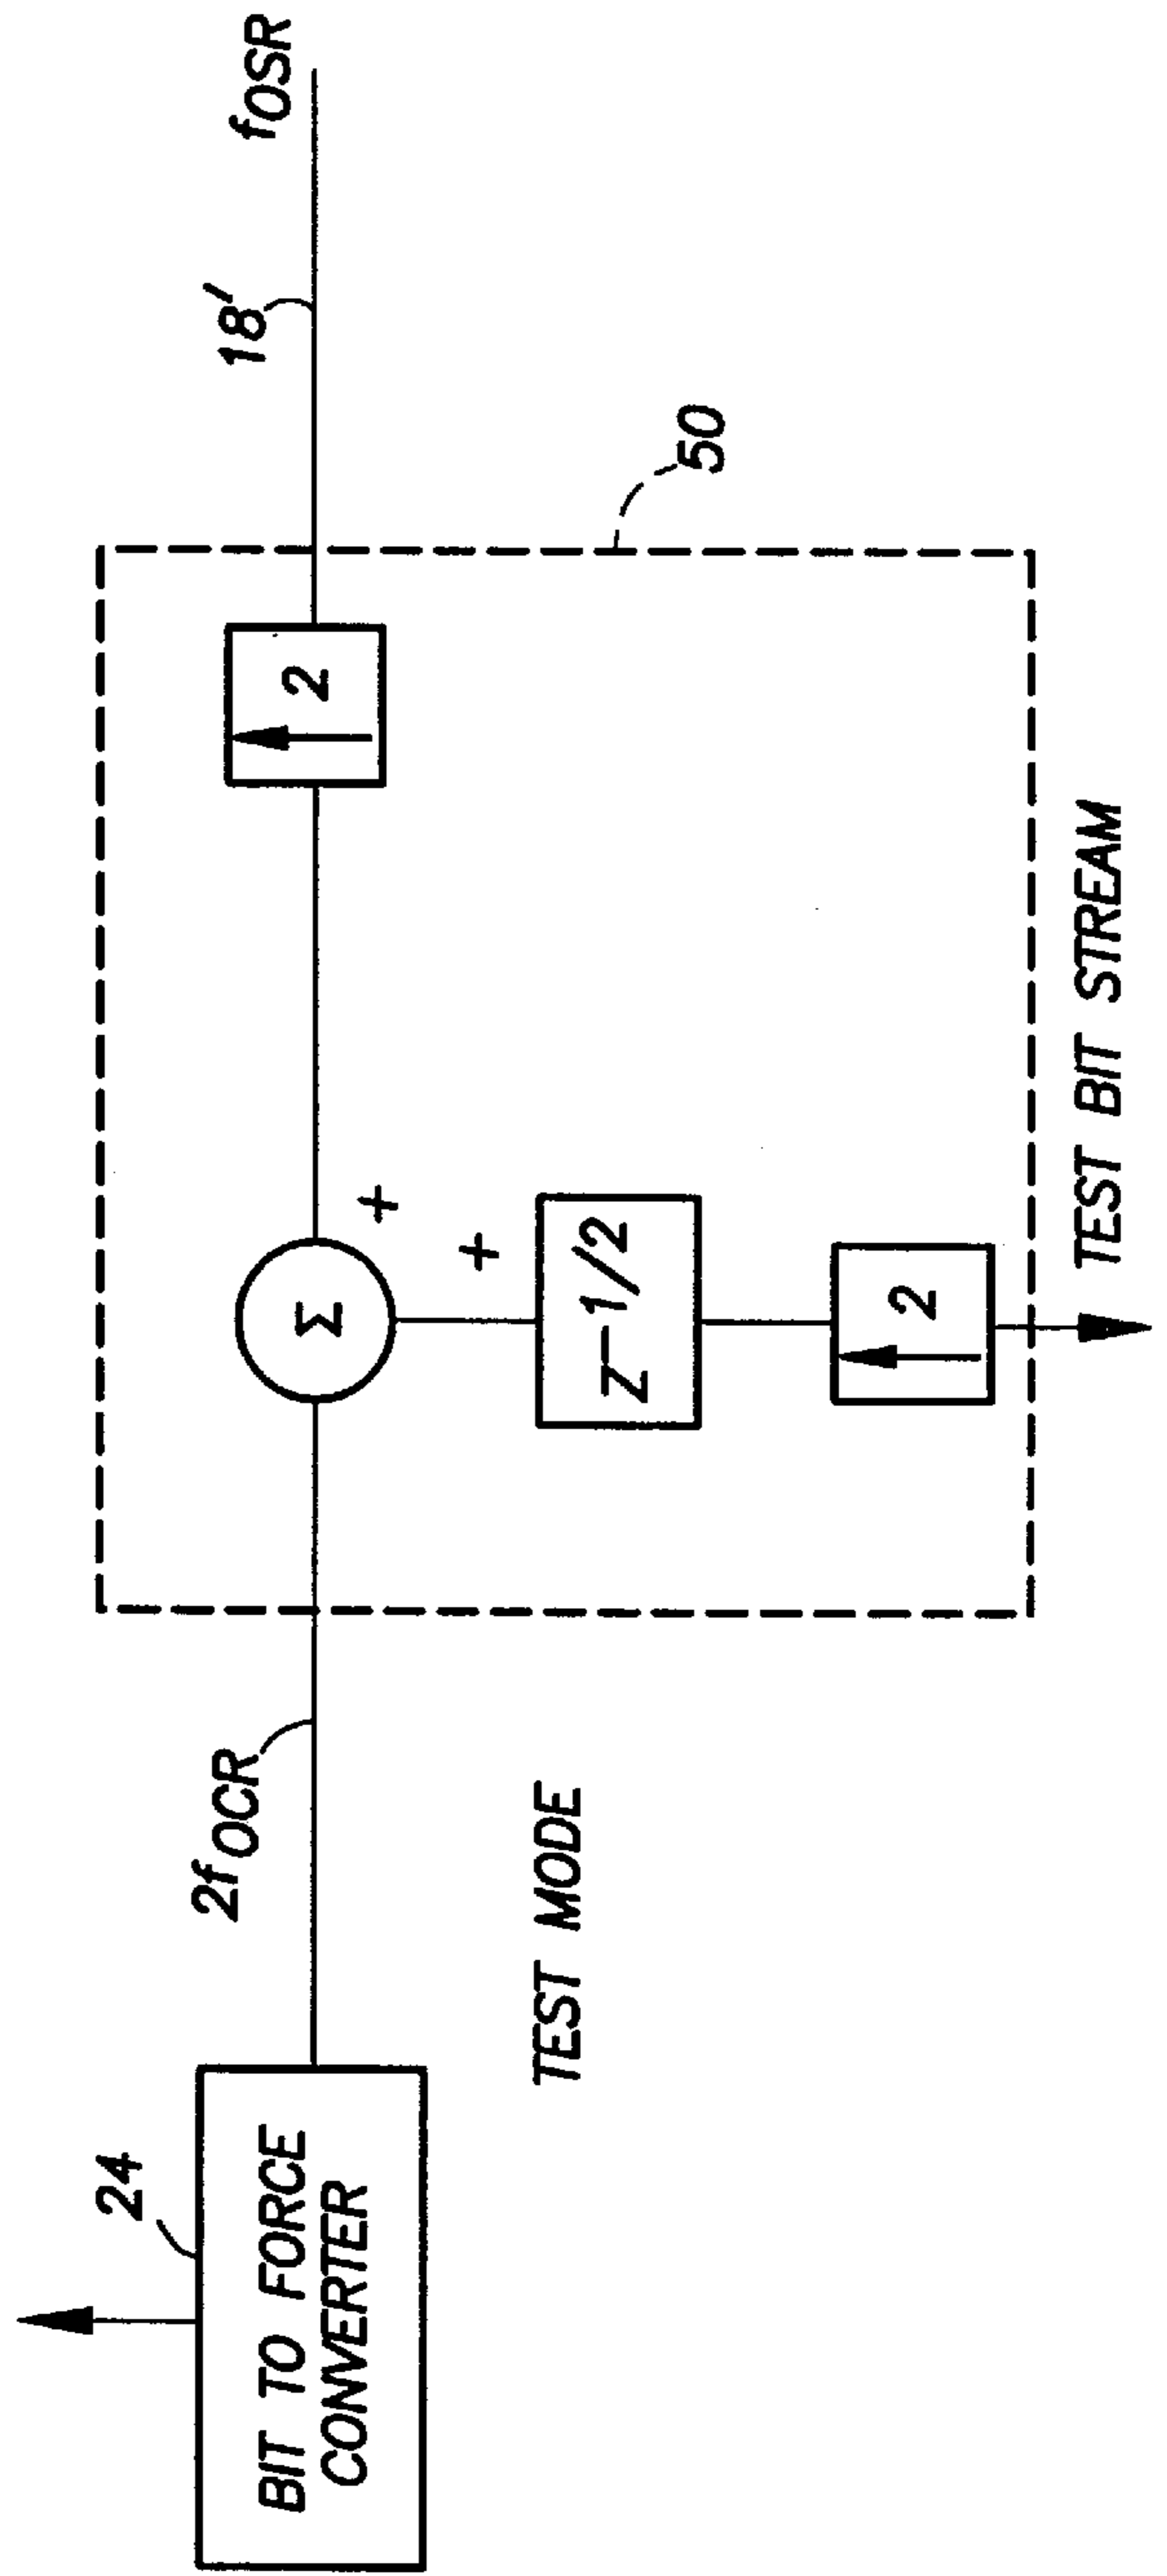 24
BIT TO FORCE
CONVERTER
2fOCR
TEST MODE
Σ
+
+
Z−1/2
2
2
18′
fOSR
50
TEST BIT STREAM